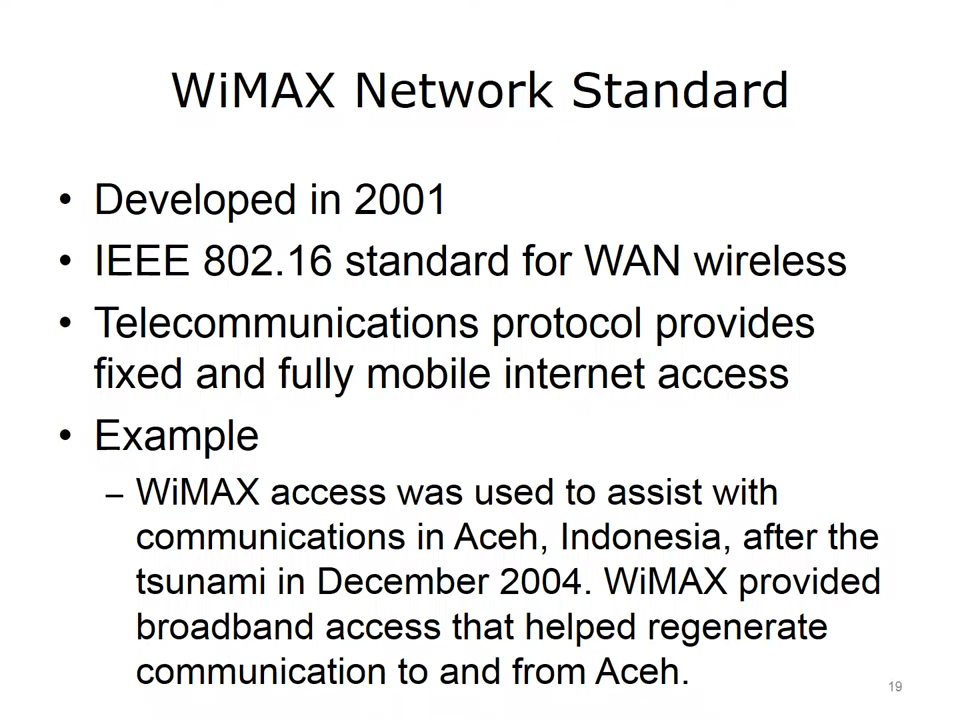 WiMAX Network Standard
• Developed in 2001
• IEEE 802.16 standard for WAN wireless
• Telecommunications protocol provides
fixed and fully mobile internet access
• Example
– WiMAX access was used to assist with
communications in Aceh, Indonesia, after the
tsunami in December 2004. WiMAX provided
broadband access that helped regenerate
communication to and from Aceh.
19